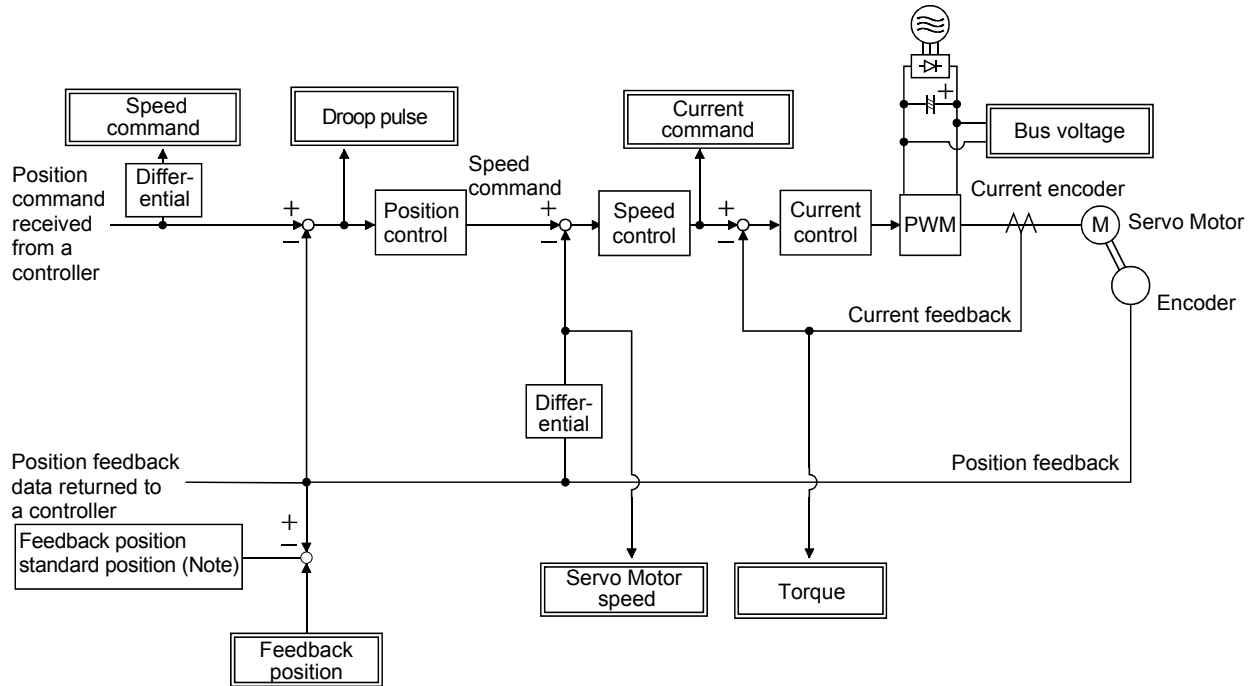 Speed
command
Droop pulse
Current
command
+
Bus voltage
Position
command
received
from a
controller
Differ-
ential
+
−
Position
control
Speed
command
+
−
Speed
control
+
−
Current
control
PWM
Current encoder
M
Servo Motor
Encoder
Current feedback
Differ-
ential
Position feedback
data returned to
a controller
Position feedback
+
−
Feedback position
standard position (Note)
Servo Motor
speed
Torque
Feedback
position